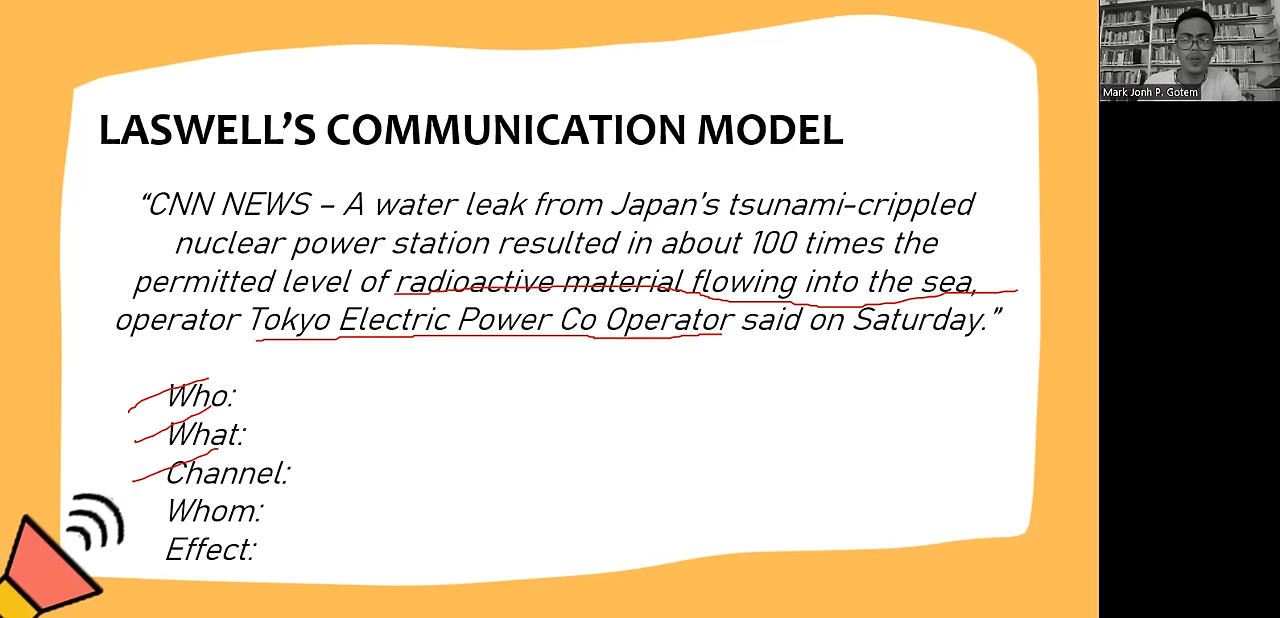 LASWELL'S COMMUNICATION MODEL
“CNN NEWS – A water leak from Japan's tsunami-crippled
nuclear power station resulted in about 100 times the
permitted level of radioactive material flowing into the sea,
operator Tokyo Electric Power Co Operator said on Saturday.”
Who:
What:
Channel:
Whom:
Effect:
Mark Jonh P. Gotem